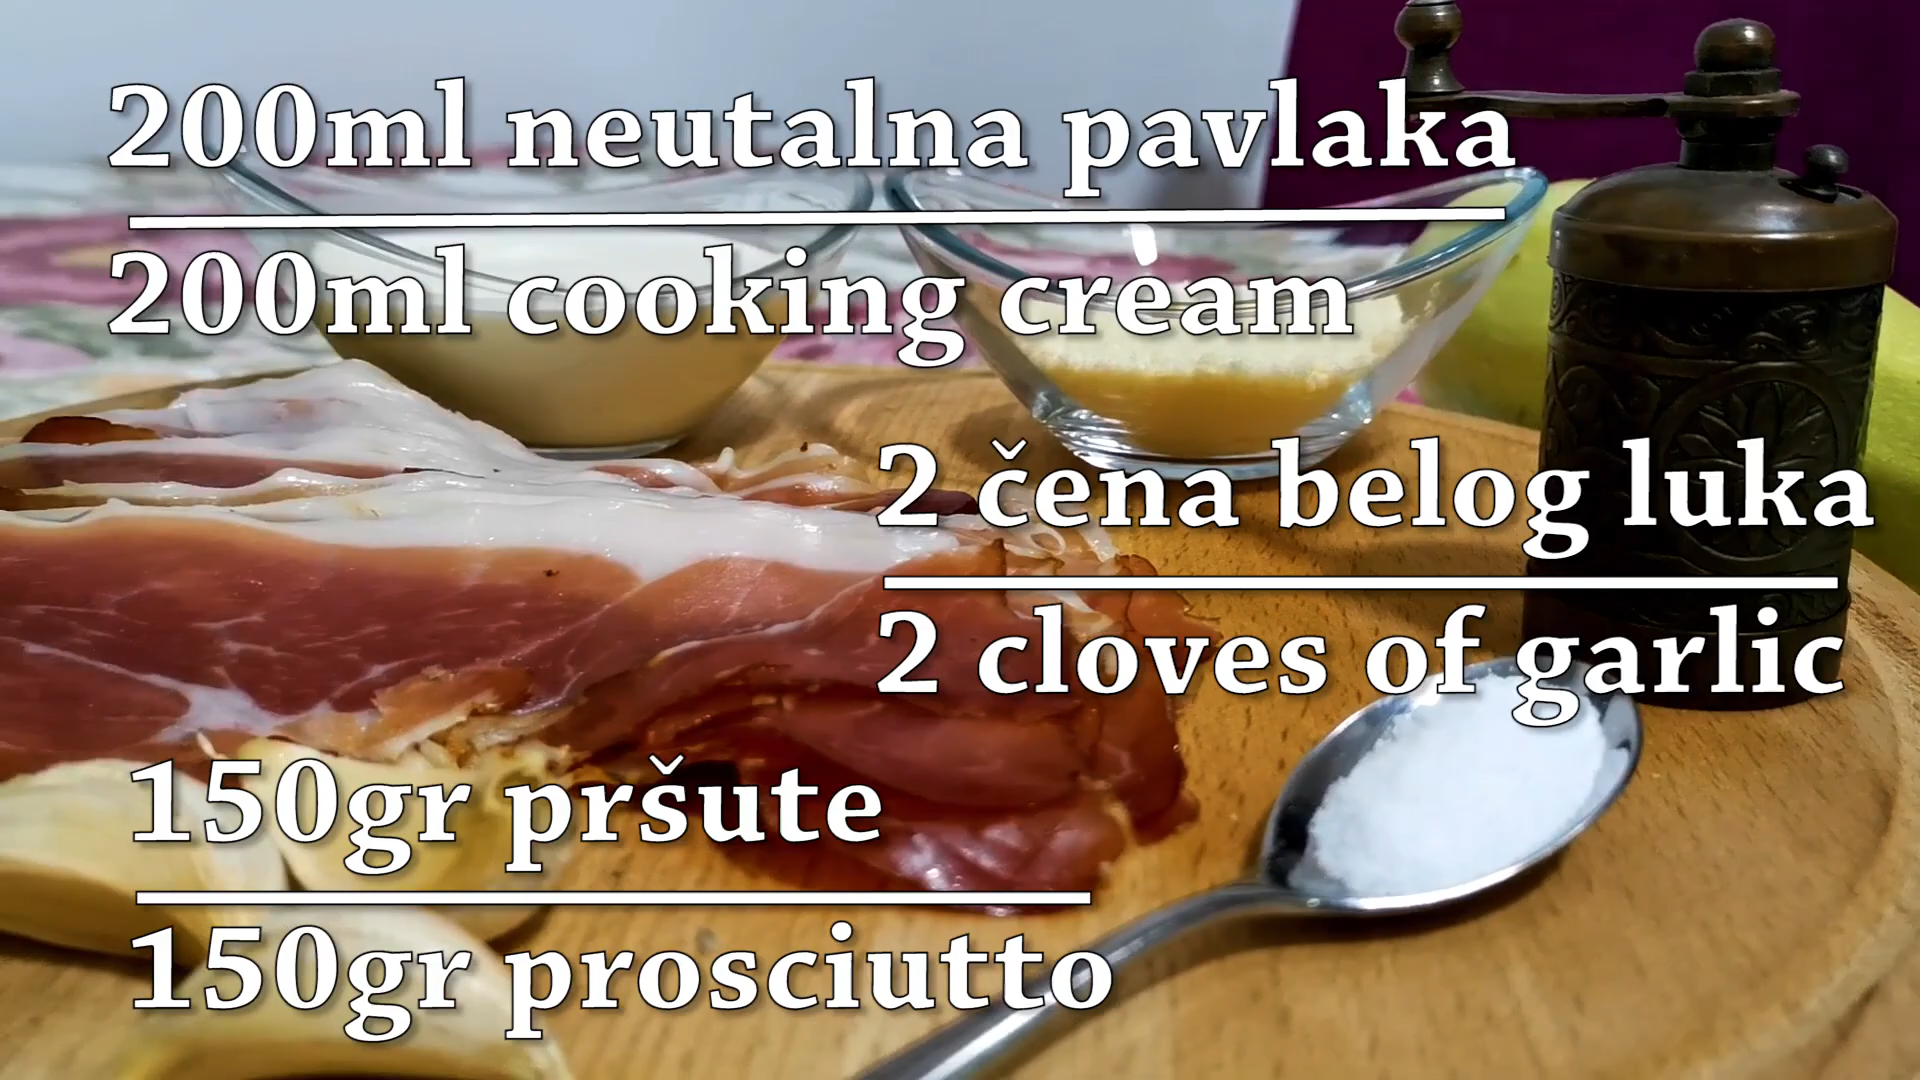 200ml neutalna pavlaka
200ml cooking cream
2 čena belog luka
2 cloves of garlic
150gr pršute
150gr prosciutto